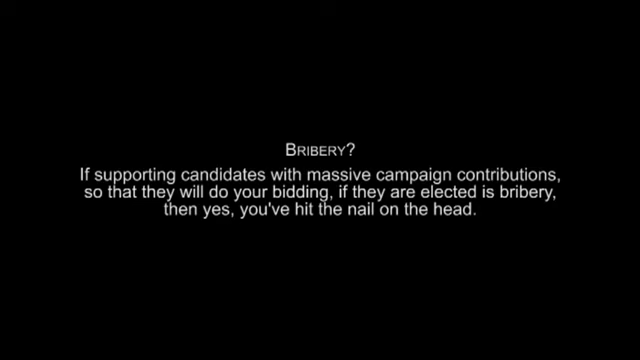 BRIBERY?
If supporting candidates with massive campaign contributions,
so that they will do your bidding, if they are elected is bribery,
then yes, you've hit the nail on the head.